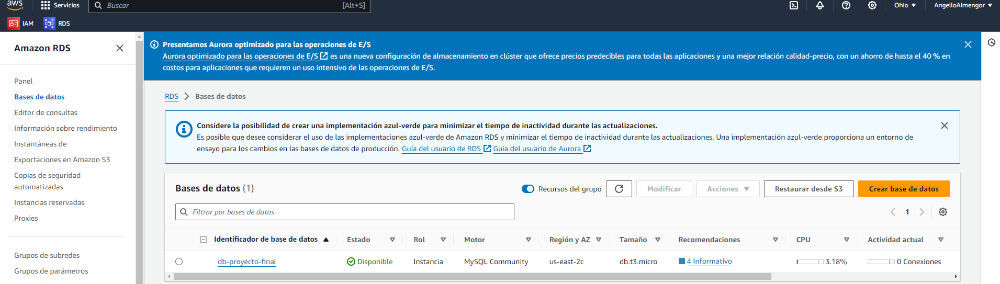 aws
Servicios
Buscar
[Alt+S]
Ohio
AngelloAlmengor
IAM
RDS
Amazon RDS
Panel
Bases de datos
Editor de consultas
Información sobre rendimiento
Instantáneas de
Exportaciones en Amazon S3
Copias de seguridad
automatizadas
Instancias reservadas
Proxies
Grupos de subredes
Grupos de parámetros
Presentamos Aurora optimizado para las operaciones de E/S
Aurora optimizado para las operaciones de E/S es una nueva configuración de almacenamiento en clúster que ofrece precios predecibles para todas las aplicaciones y una mejor relación calidad-precio, con un ahorro de hasta el 40 % en
costos para aplicaciones que requieren un uso intensivo de las operaciones de E/S.
RDS > Bases de datos
Considere la posibilidad de crear una implementación azul-verde para minimizar el tiempo de inactividad durante las actualizaciones.
Es posible que desee considerar el uso de las implementaciones azul-verde de Amazon RDS y minimizar el tiempo de inactividad durante las actualizaciones. Una implementación azul-verde proporciona un entorno de
ensayo para los cambios en las bases de datos de producción. Guía del usuario de RDS Guía del usuario de Aurora
Bases de datos (1)
Recursos del grupo
Modificar
Acciones
Restaurar desde S3
Crear base de datos
Filtrar por bases de datos
1
Identificador de base de datos Estado Rol Motor Región y AZ Tamaño Recomendaciones CPU Actividad actual
db-proyecto-final Disponible Instancia MySQL Community us-east-2c db.t3.micro 4 Informativo 3.18% 0 Conexiones